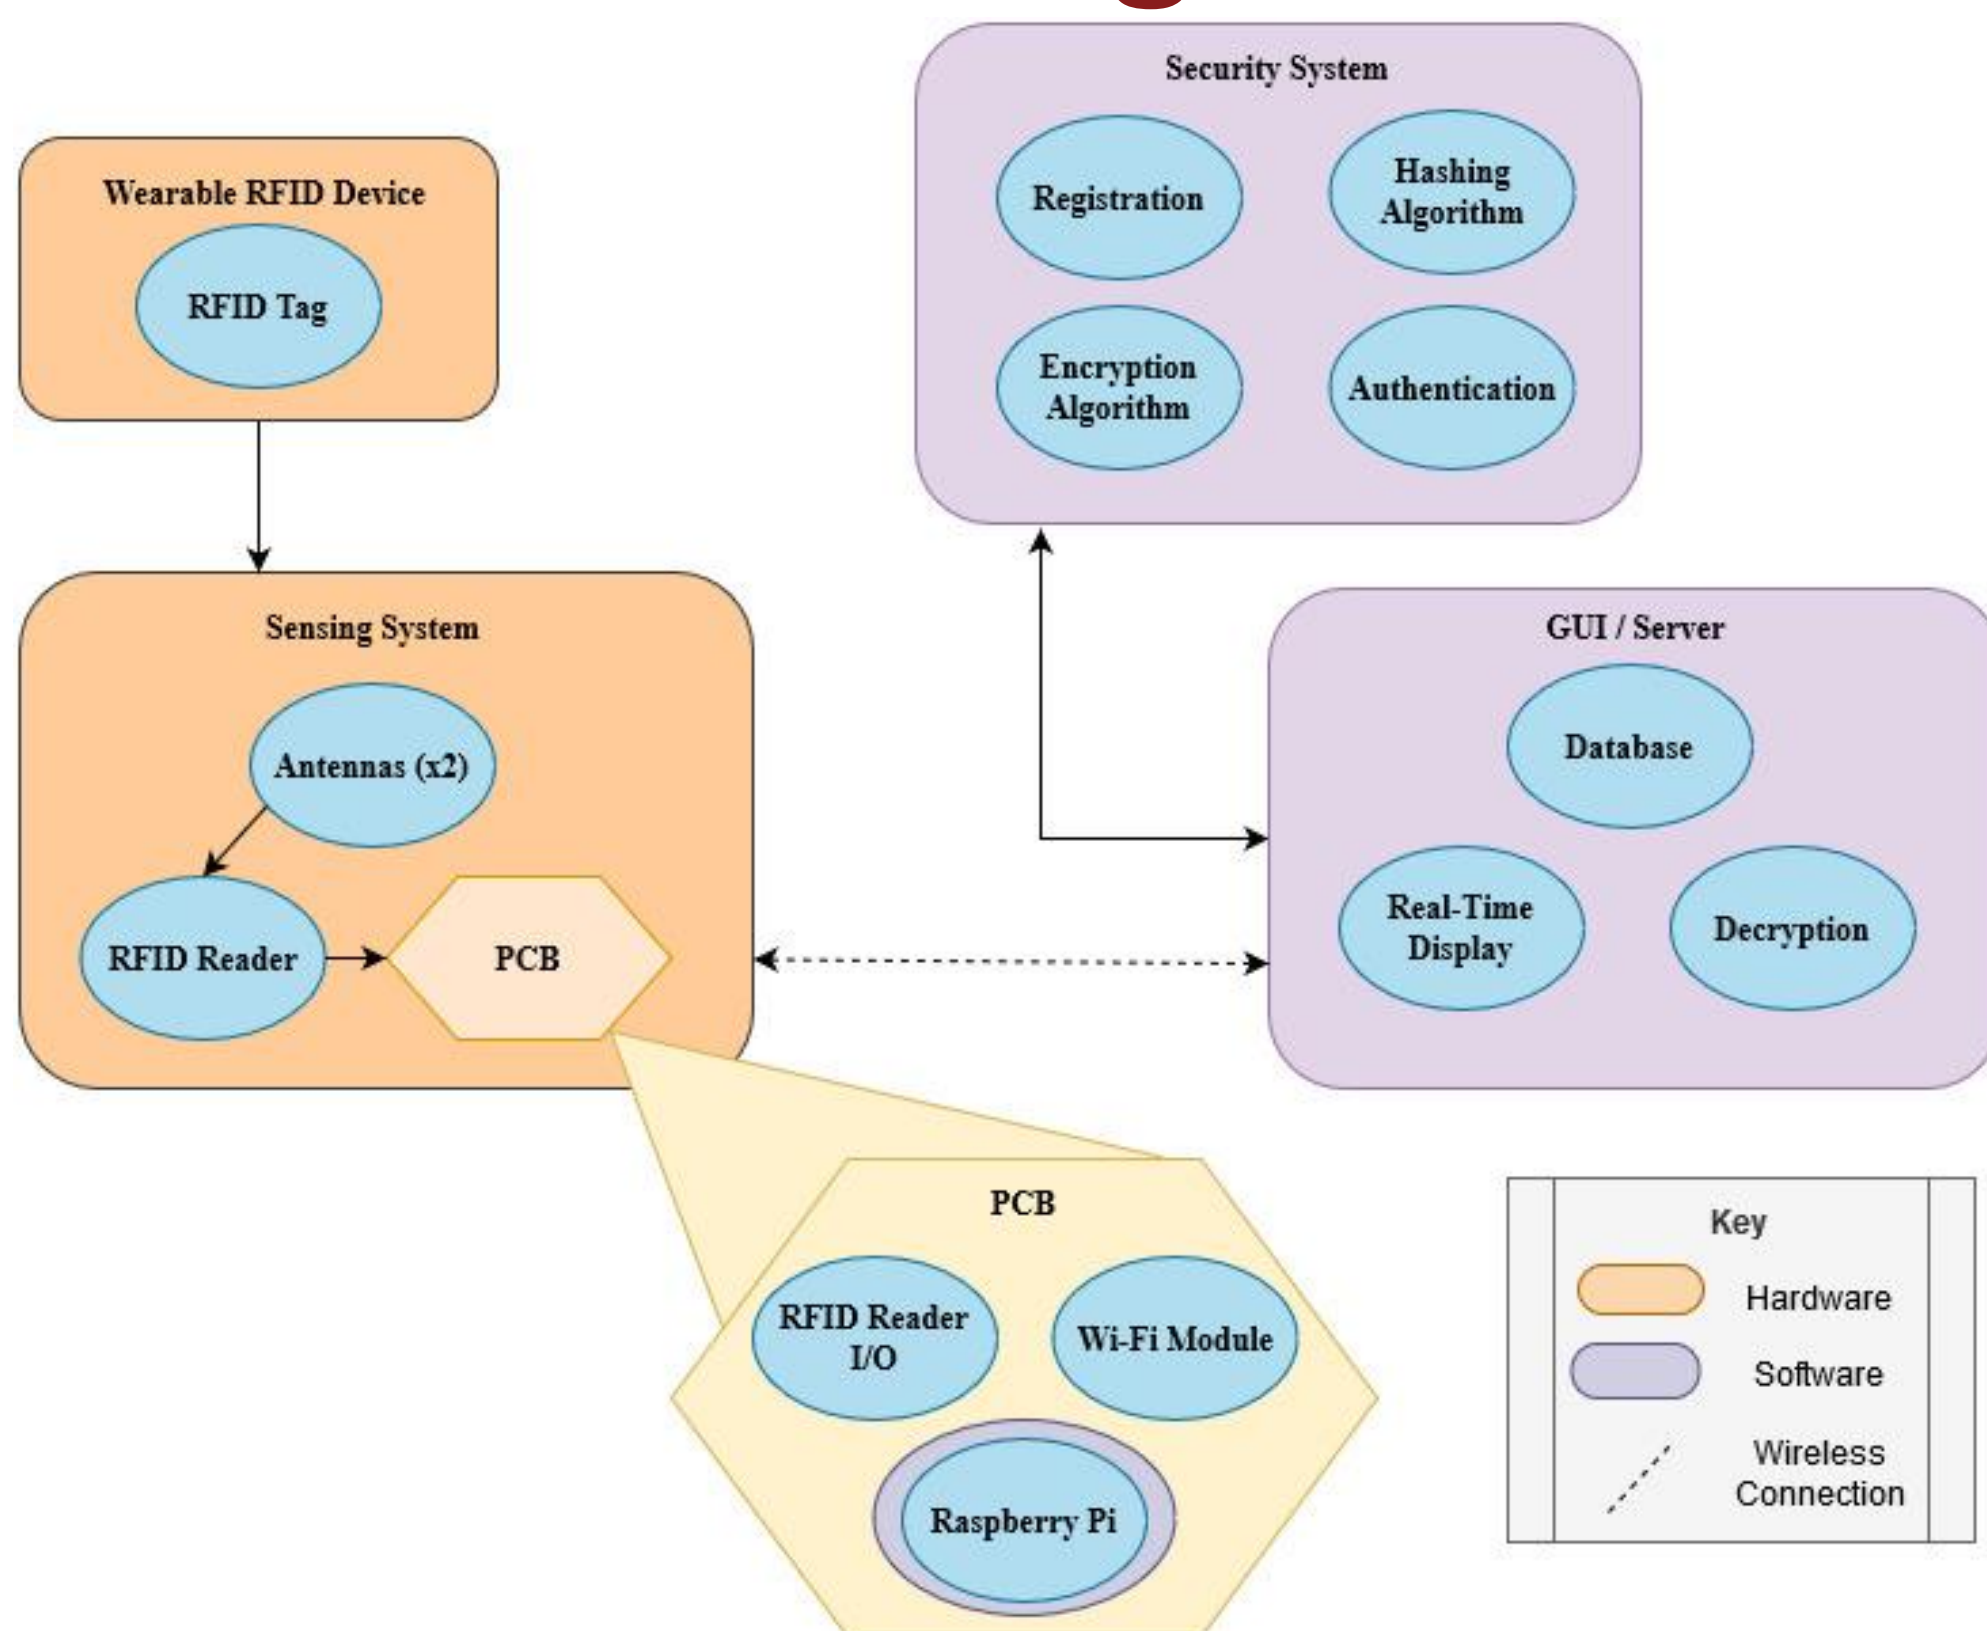 Security System
Registration
Hashing
Algorithm
Encryption
Algorithm
Authentication
Wearable RFID Device
RFID Tag
Sensing System
Antennas (x2)
RFID Reader
PCB
GUI / Server
Database
Real-Time
Display
Decryption
PCB
RFID Reader
I/O
Wi-Fi Module
Raspberry Pi
Key
Hardware
Software
Wireless
Connection